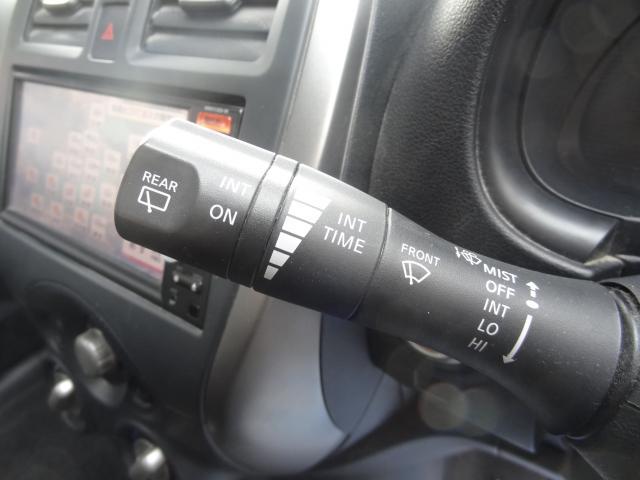 REAR
INT
ON
INT
TIME
FRONT
MIST
OFF
INT
LO
HI